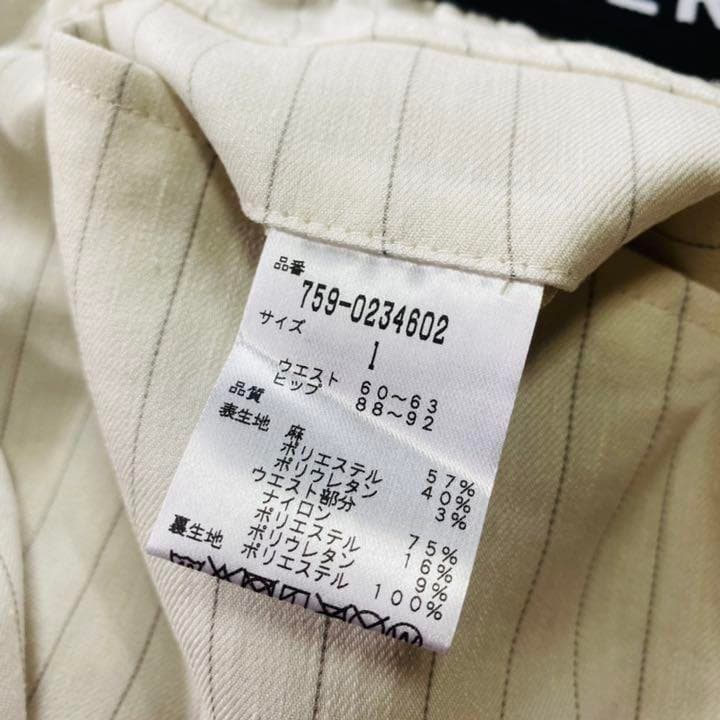 ER
品番
759-0234602
サイズ
1
ウエスト 60～63
ヒップ 88～92
品質
表生地 麻 57%
ポリエステル 40%
ポリウレタン 3%
ウエスト部分
ナイロン 75%
ポリエステル 16%
ポリウレタン 9%
裏生地 ポリエステル 100%